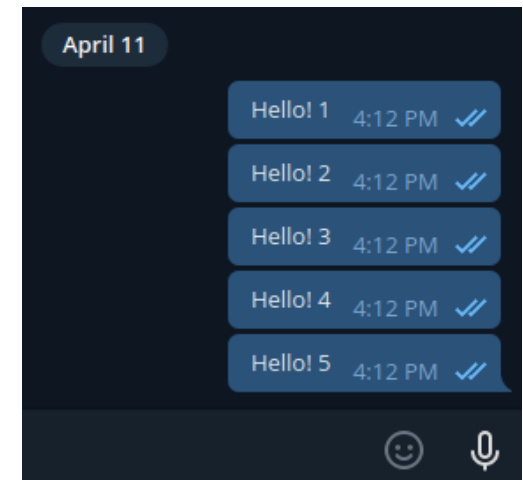 April 11
Hello! 1 4:12 PM
Hello! 2 4:12 PM
Hello! 3 4:12 PM
Hello! 4 4:12 PM
Hello! 5 4:12 PM